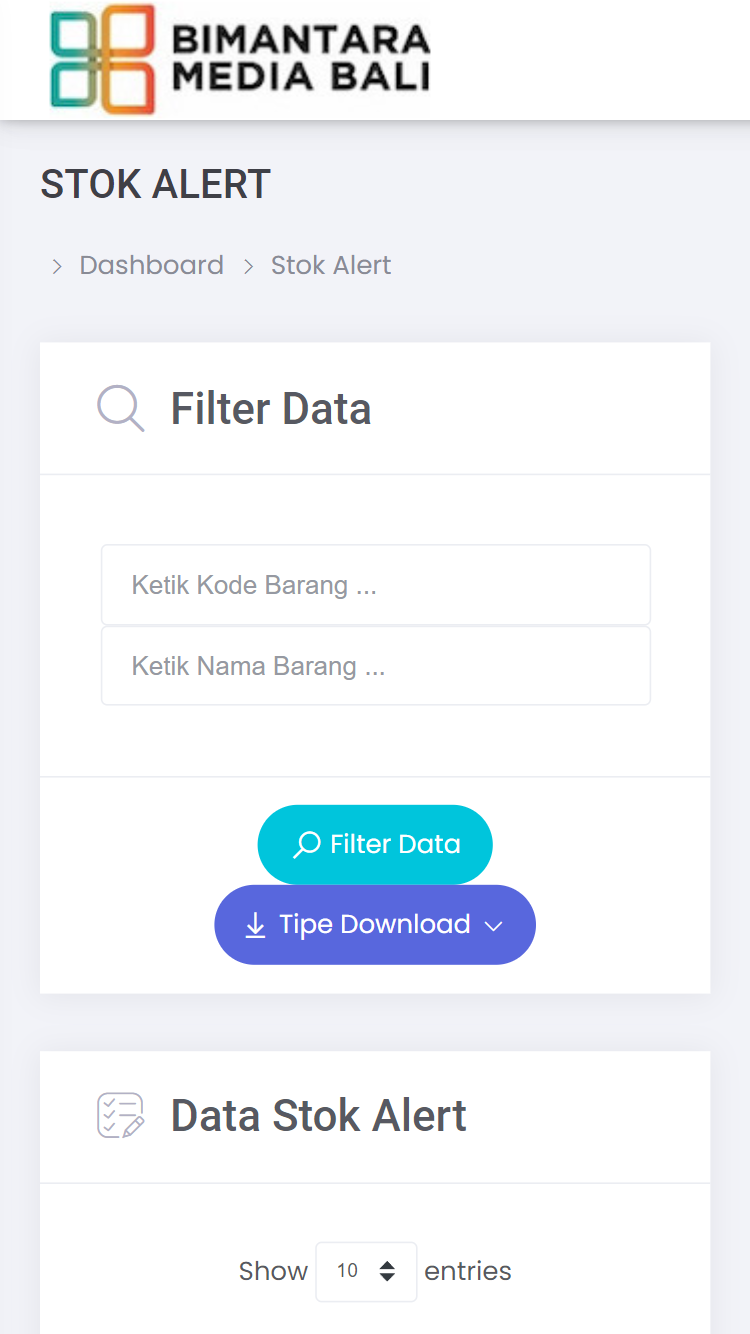 BIMANTARA
MEDIA BALI
STOK ALERT
Dashboard Stok Alert
Filter Data
Ketik Kode Barang ...
Ketik Nama Barang ...
Filter Data
Tipe Download
Data Stok Alert
Show 10 entries